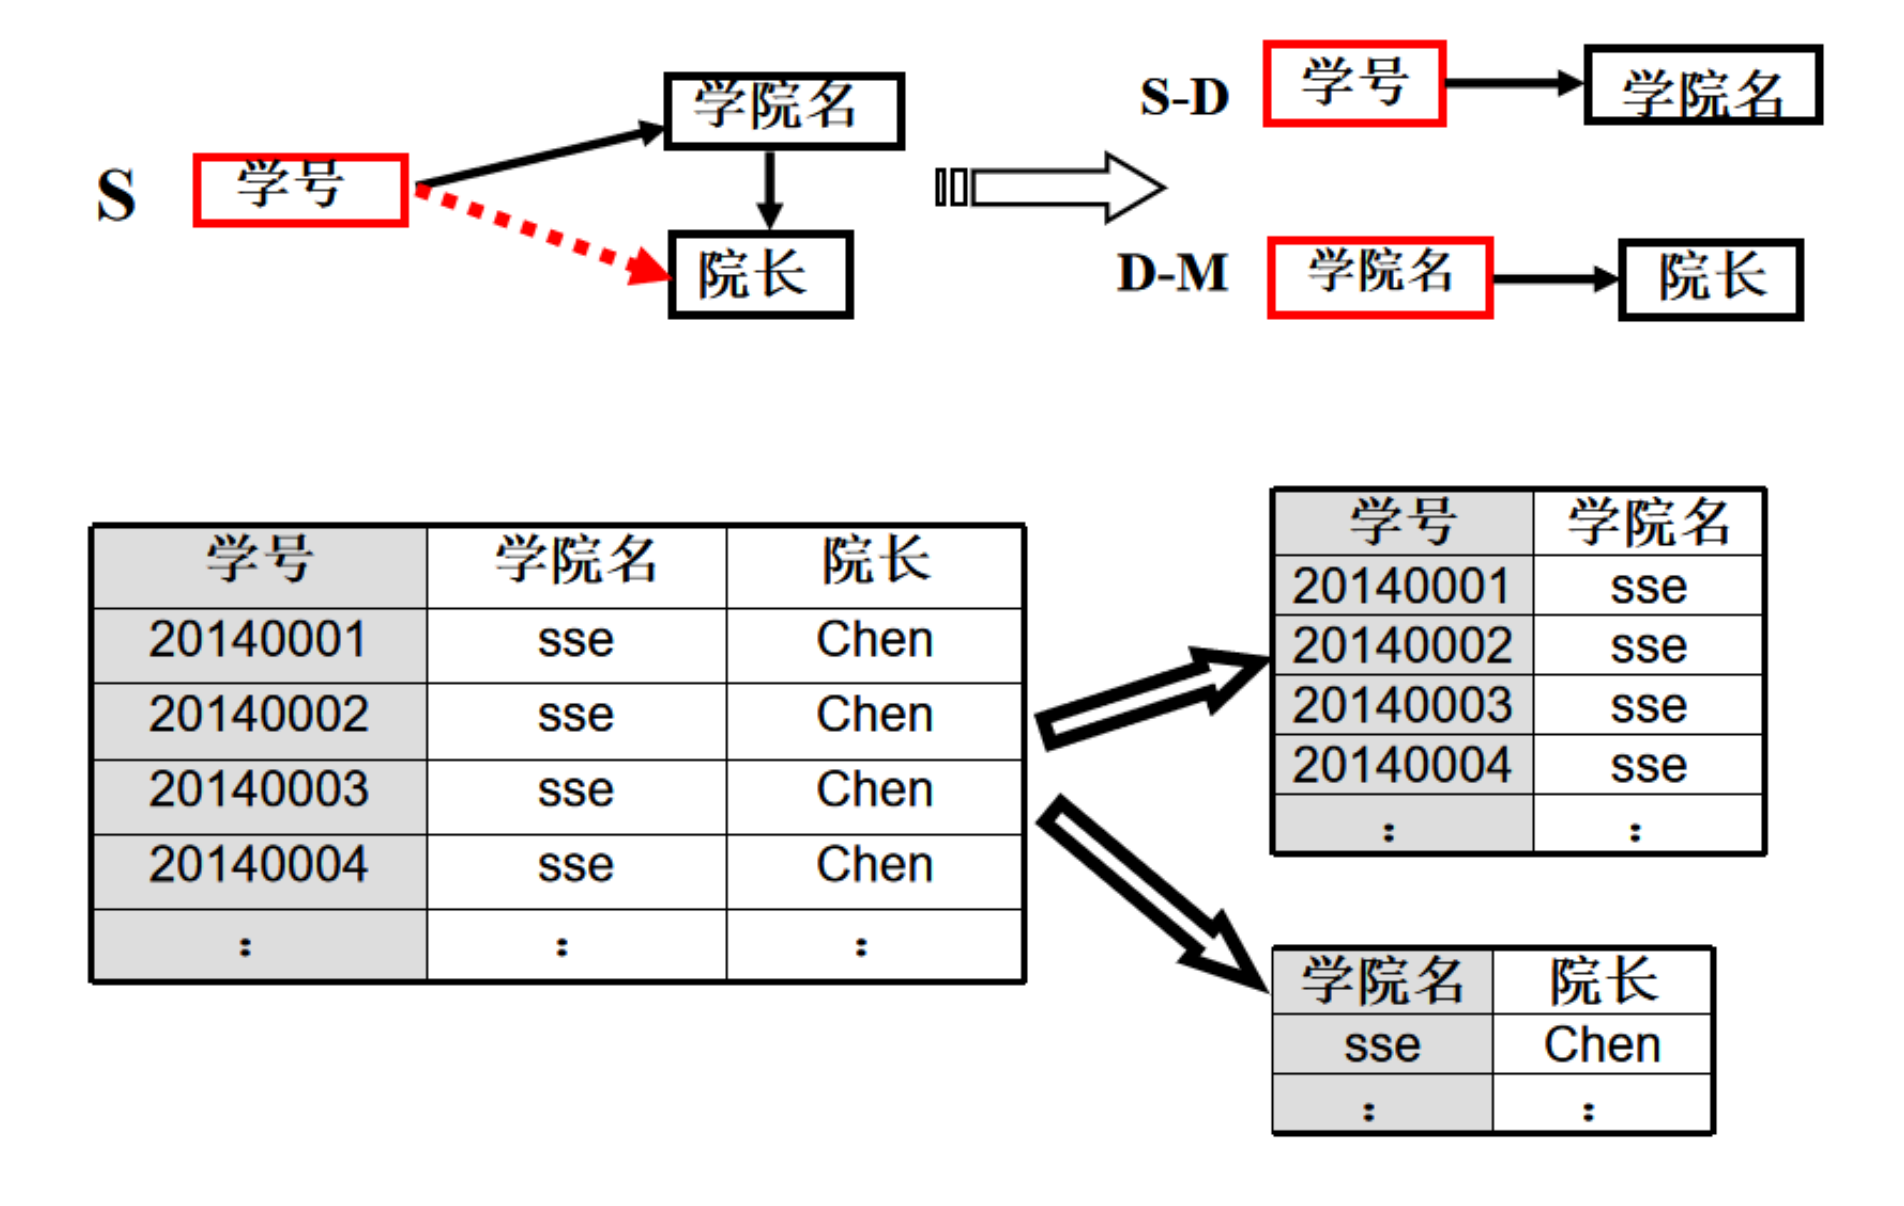 S 学号
学院名
院长
S-D 学号 学院名
D-M 学院名 院长
学号 学院名 院长
20140001 sse Chen
20140002 sse Chen
20140003 sse Chen
20140004 sse Chen
: : :
学号 学院名
20140001 sse
20140002 sse
20140003 sse
20140004 sse
: :
学院名 院长
sse Chen
: :